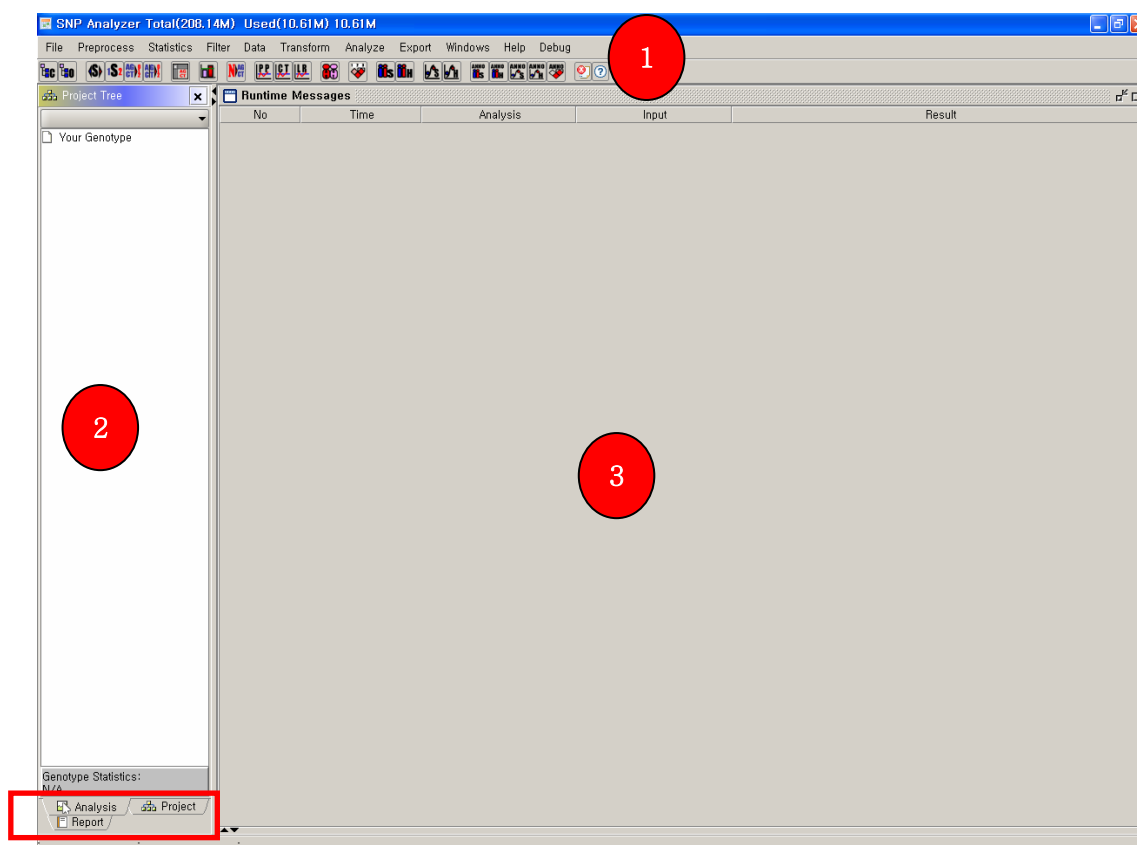 SNP Analyzer Total(208.14M) Used(10.61M) 10.61M
File Preprocess Statistics Filter Data Transform Analyze Export Windows Help Debug
1
Project Tree
Runtime Messages
No Time Analysis Input Result
Your Genotype
2
3
Genotype Statistics:
N/A
Analysis Project
Report